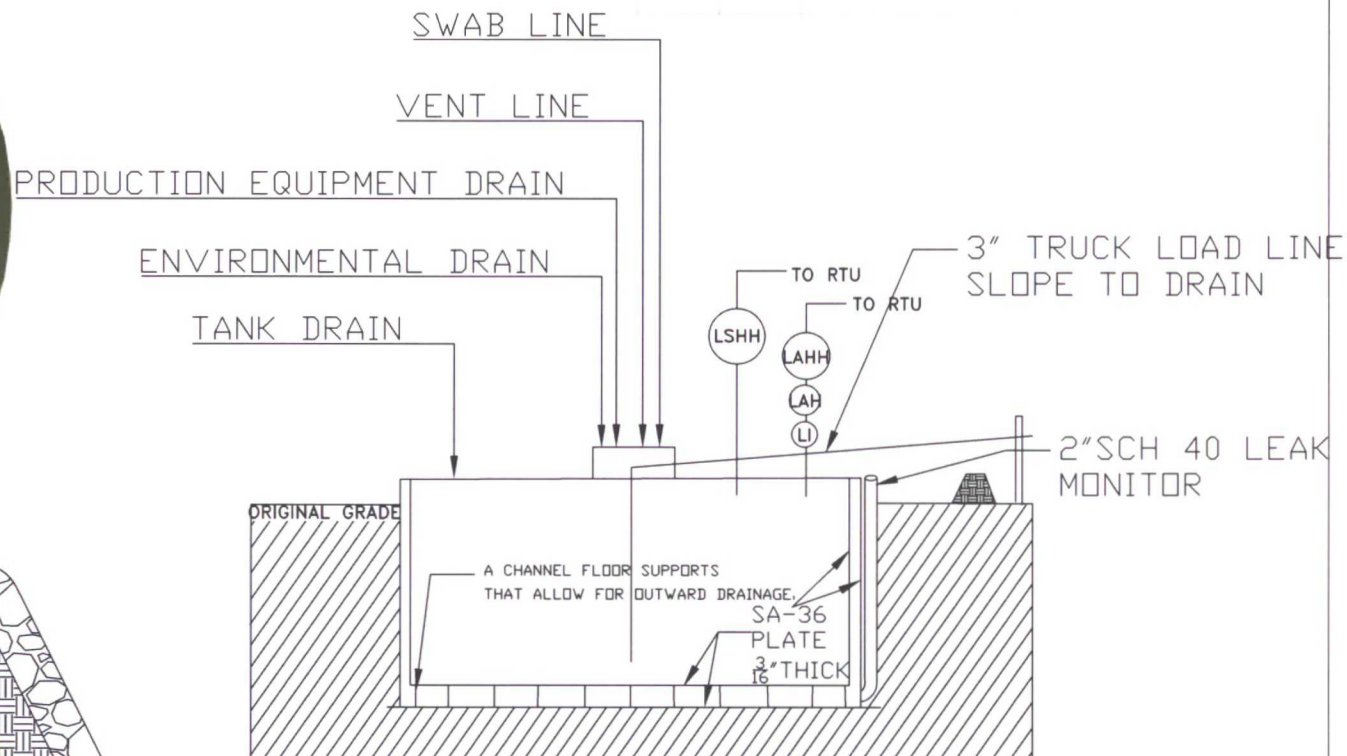 SWAB LINE
VENT LINE
PRODUCTION EQUIPMENT DRAIN
ENVIRONMENTAL DRAIN
TANK DRAIN
TO RTU
TO RTU
3" TRUCK LOAD LINE
SLOPE TO DRAIN
LSHH
LAHH
LAH
LI
2"SCH 40 LEAK
MONITOR
ORIGINAL GRADE
A CHANNEL FLOOR SUPPORTS
THAT ALLOW FOR OUTWARD DRAINAGE.
SA-36
PLATE
3/16"THICK